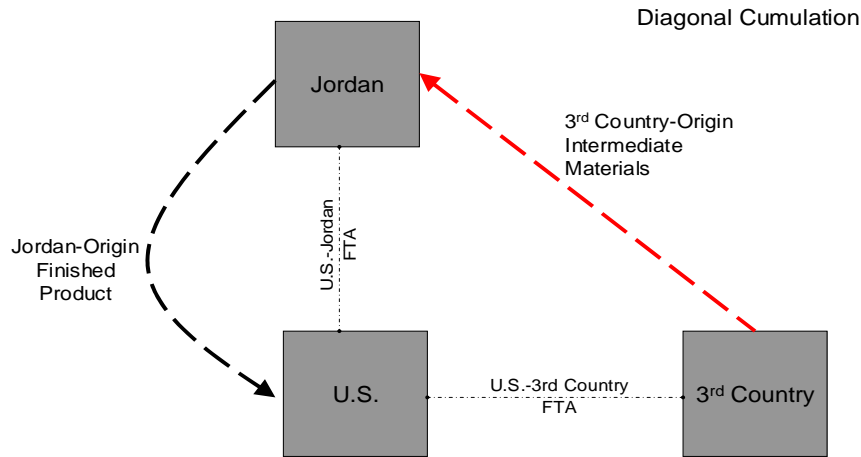 Diagonal Cumulation
Jordan
3rd Country-Origin
Intermediate
Materials
Jordan-Origin
Finished
Product
U.S.-Jordan
FTA
U.S.
U.S.-3rd Country
FTA
3rd Country